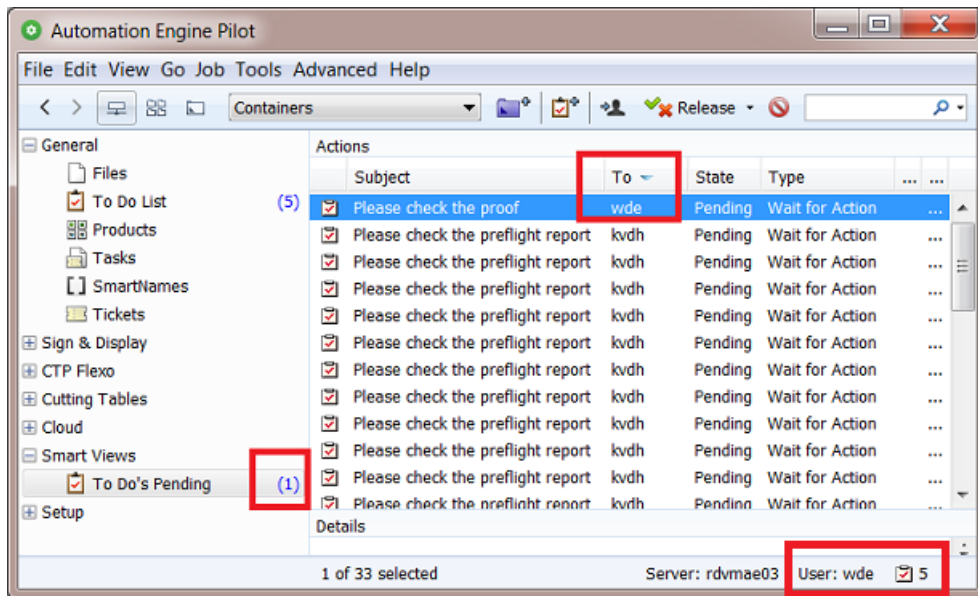 Automation Engine Pilot
File Edit View Go Job Tools Advanced Help
Containers
Release
General
Files
To Do List (5)
Products
Tasks
[ ] SmartNames
Tickets
Sign & Display
CTP Flexo
Cutting Tables
Cloud
Smart Views
To Do's Pending (1)
Setup
Actions
Subject To State Type ... ...
Please check the proof wde Pending Wait for Action ...
Please check the preflight report kvdh Pending Wait for Action ...
Please check the preflight report kvdh Pending Wait for Action ...
Please check the preflight report kvdh Pending Wait for Action ...
Please check the preflight report kvdh Pending Wait for Action ...
Please check the preflight report kvdh Pending Wait for Action ...
Please check the preflight report kvdh Pending Wait for Action ...
Please check the preflight report kvdh Pending Wait for Action ...
Please check the preflight report kvdh Pending Wait for Action ...
Please check the preflight report kvdh Pending Wait for Action ...
Please check the preflight report kvdh Pending Wait for Action ...
Please check the preflight report kvdh Pending Wait for Action ...
Details
1 of 33 selected Server: rdvmae03 User: wde 5